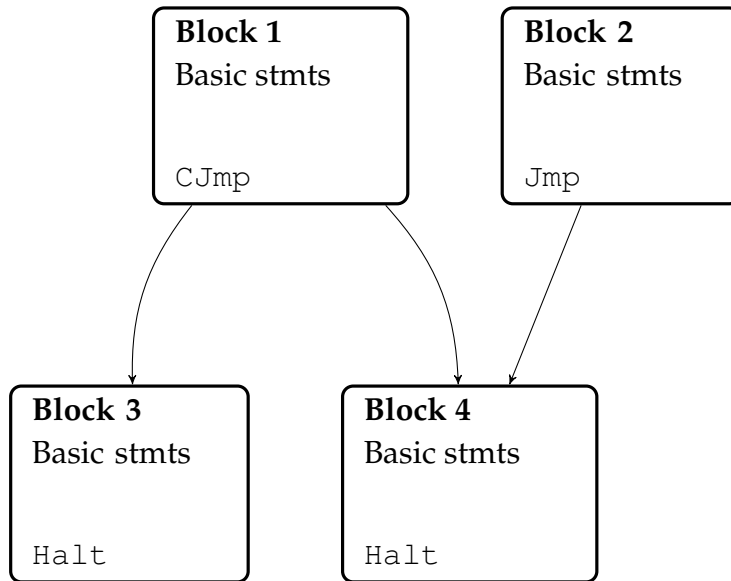 Block 1
Basic stmts
CJmp
Block 2
Basic stmts
Jmp
Block 3
Basic stmts
Halt
Block 4
Basic stmts
Halt